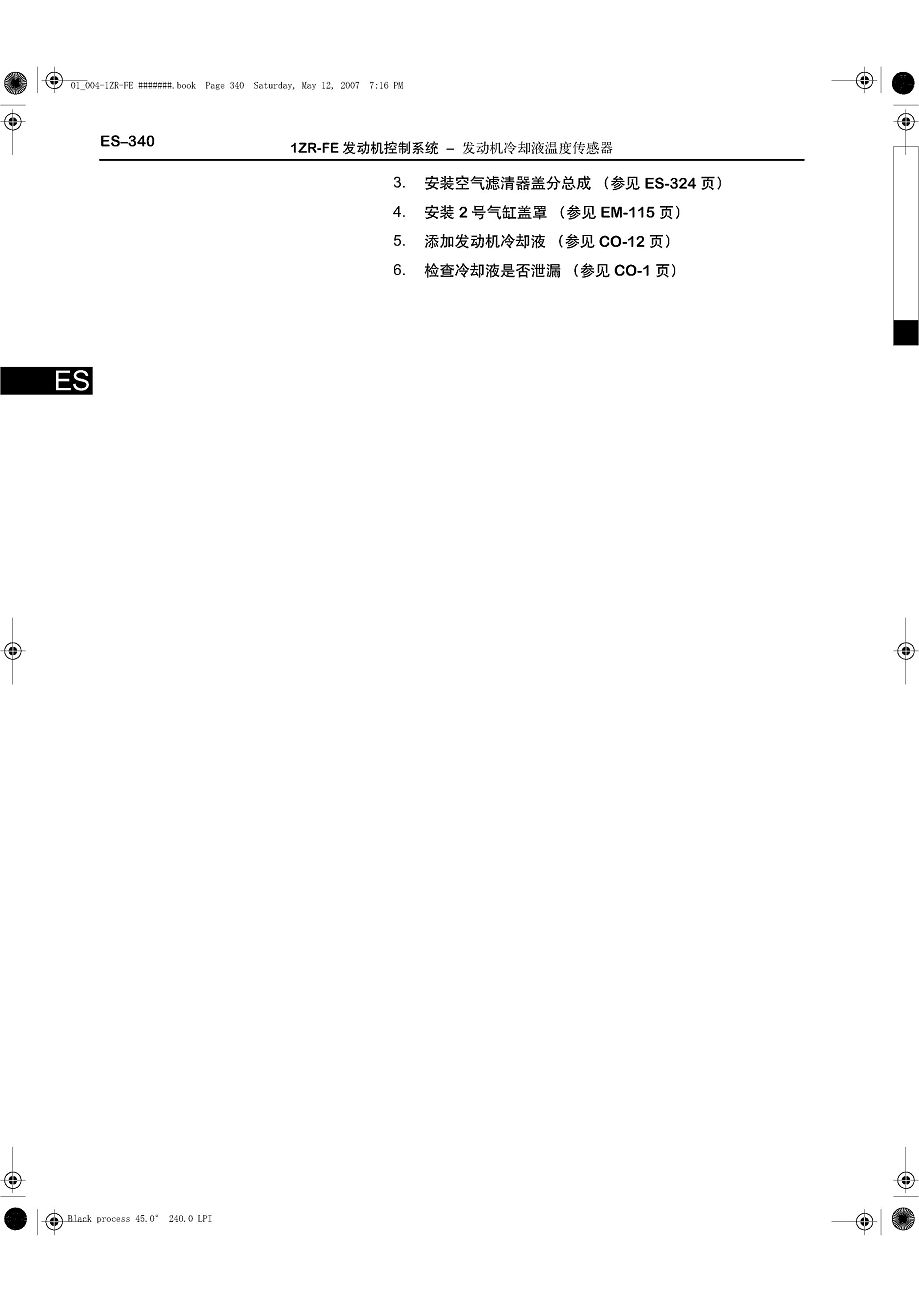 01_004-1ZR-FE #######.book Page 340 Saturday, May 12, 2007 7:16 PM
ES–340
1ZR-FE 发动机控制系统 – 发动机冷却液温度传感器
3. 安装空气滤清器盖分总成 （参见 ES-324 页）
4. 安装 2 号气缸盖罩 （参见 EM-115 页）
5. 添加发动机冷却液 （参见 CO-12 页）
6. 检查冷却液是否泄漏 （参见 CO-1 页）
ES
Black process 45.0° 240.0 LPI